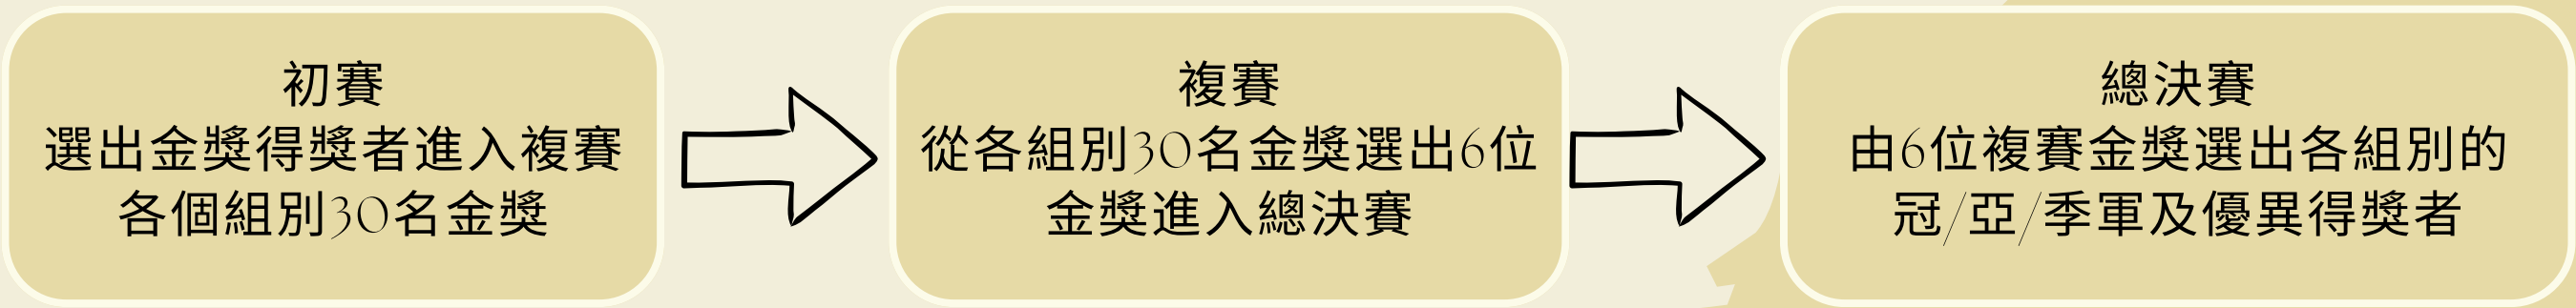 初賽
選出金獎得獎者進入複賽
各個組別30名金獎
複賽
從各組別30名金獎選出6位
金獎進入總決賽
總決賽
由6位複賽金獎選出各組別的
冠/亞/季軍及優異得獎者